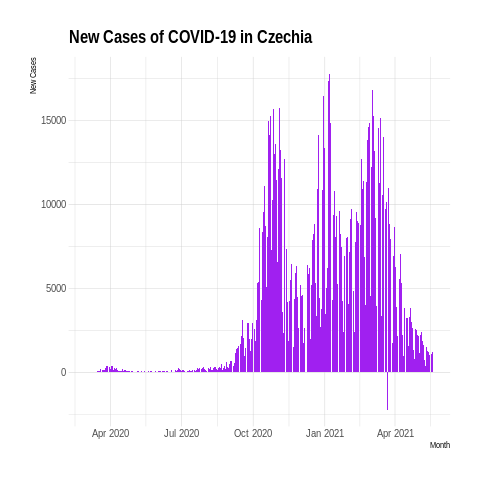 New Cases of COVID-19 in Czechia
New Cases
15000
10000
5000
0
Apr 2020 Jul 2020 Oct 2020 Jan 2021 Apr 2021
Month